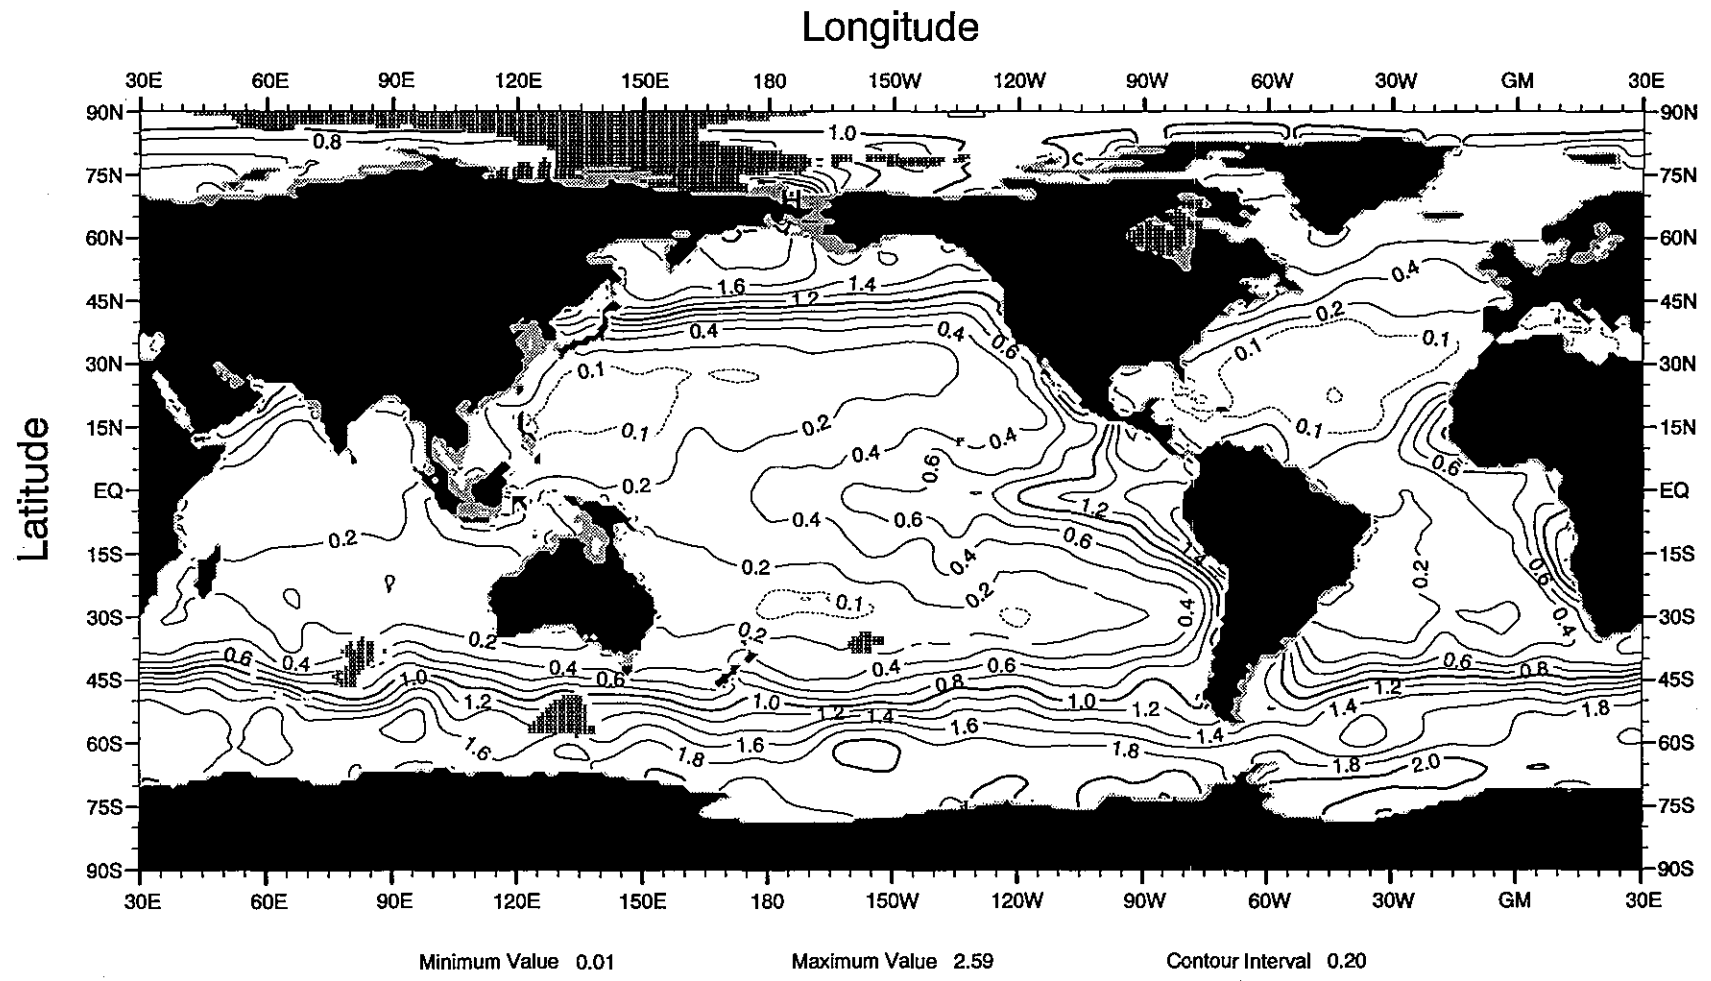 Longitude
30E 60E 90E 120E 150E 180 150W 120W 90W 60W 30W GM 30E
90N 90N
1.0
0.8
75N 75N
H
60N 60N
0.4
1.6 1.4
45N 1.2 45N
0.2
0.4 0.4 0.1
0.6 0.1
30N 30N
0.1
0.2
15N 0.1 0.4 0.1 15N
0.4
0.6 0.6
EQ 0.2 EQ
1.2
0.4 0.6
0.2 0.6
15S 0.4 15S
0.2 0.2 0.6
0.2
0.1 0.4
30S 0.4 30S
0.2 0.2
0.6 0.4 0.4 0.4 0.6 0.6 0.8
45S 1.0 0.6 0.8 45S
1.2 1.0 1.0 1.2 1.2
1.2 1.4 1.4 1.8
1.6 1.4
60S 1.6 1.6 1.8 60S
1.8 1.8 2.0
75S 75S
90S 90S
30E 60E 90E 120E 150E 180 150W 120W 90W 60W 30W GM 30E
Latitude
Minimum Value 0.01 Maximum Value 2.59 Contour Interval 0.20